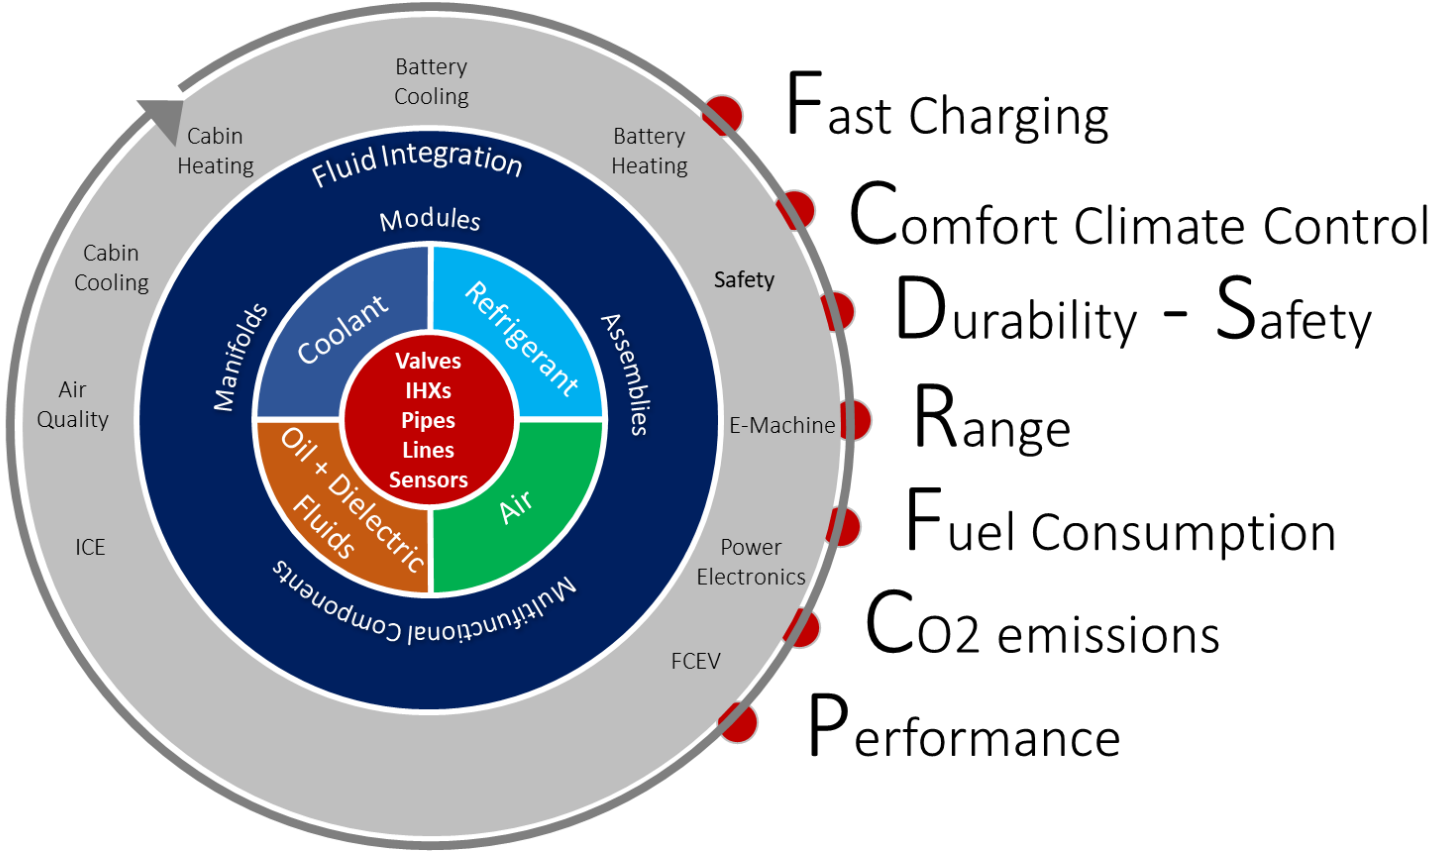 Battery
Cooling
Cabin
Heating
Battery
Heating
Cabin
Cooling
Safety
Air
Quality
E-Machine
ICE
Power
Electronics
FCEV
Fluid Integration
Modules
Manifolds
Assemblies
Multifunctional Components
Coolant
Refrigerant
Oil + Dielectric
Fluids
Air
Valves
IHXs
Pipes
Lines
Sensors
Fast Charging
Comfort Climate Control
Durability - Safety
Range
Fuel Consumption
CO2 emissions
Performance